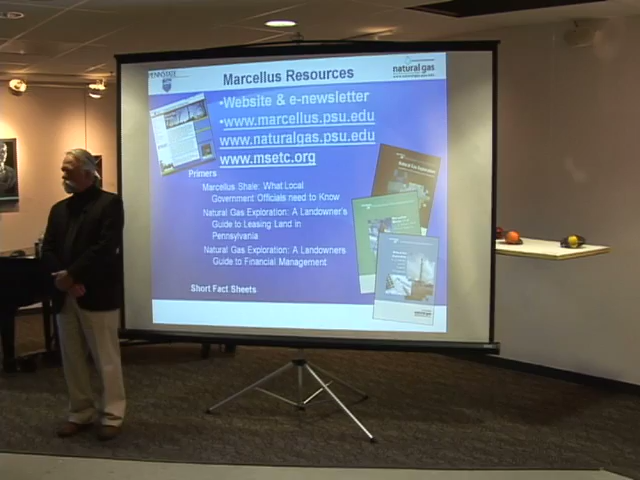 PENNSTATE
Marcellus Resources
natural gas
•Website & e-newsletter
•www.marcellus.psu.edu
www.naturalgas.psu.edu
www.msetc.org
Primers
Marcellus Shale: What Local
Government Officials need to Know
Natural Gas Exploration: A Landowner's
Guide to Leasing Land in
Pennsylvania
Natural Gas Exploration: A Landowners
Guide to Financial Management
Short Fact Sheets